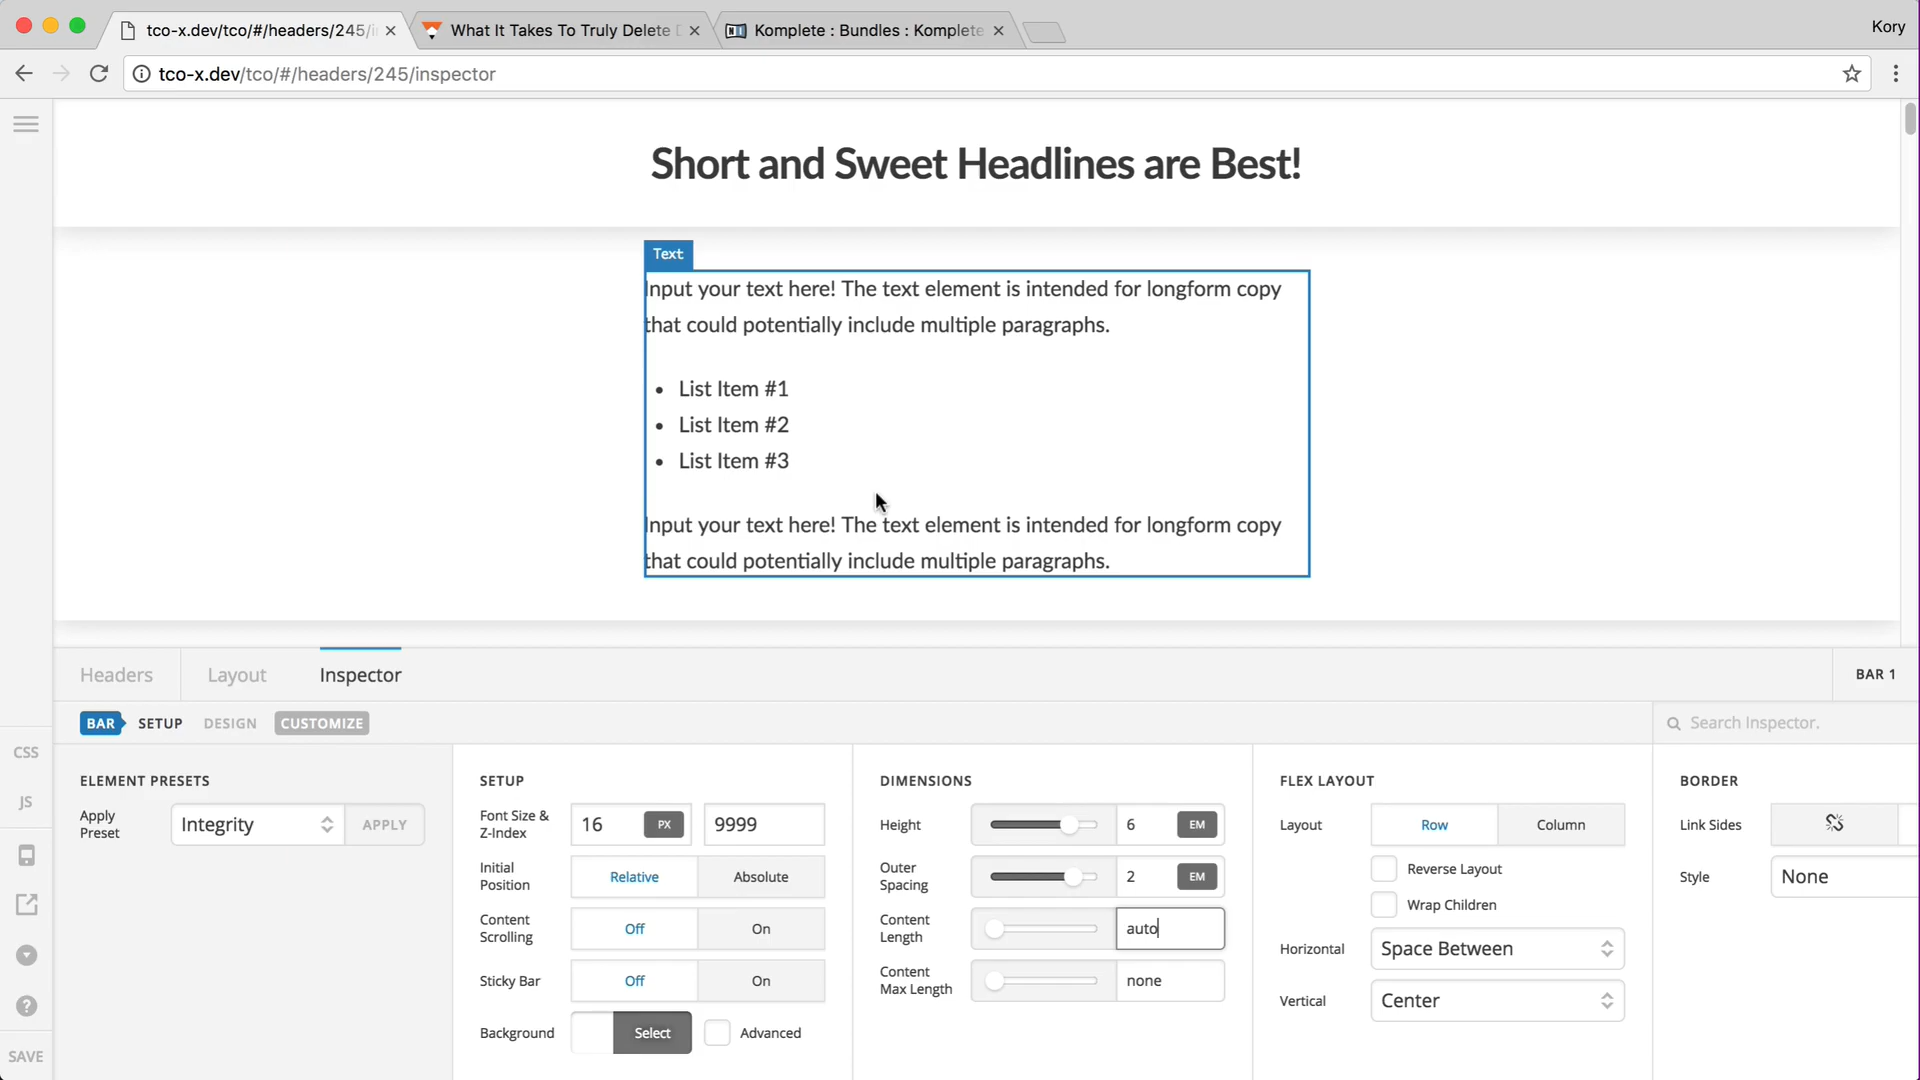 tco-x.dev/tco/#/headers/245/i
What It Takes To Truly Delete D
Komplete : Bundles : Komplete
Kory
tco-x.dev/tco/#/headers/245/inspector
Short and Sweet Headlines are Best!
Text
Input your text here! The text element is intended for longform copy
that could potentially include multiple paragraphs.
• List Item #1
• List Item #2
• List Item #3
Input your text here! The text element is intended for longform copy
that could potentially include multiple paragraphs.
Headers
Layout
Inspector
BAR 1
BAR
SETUP
DESIGN
CUSTOMIZE
Search Inspector.
CSS
JS
SAVE
ELEMENT PRESETS
Apply
Preset
Integrity
APPLY
SETUP
Font Size &
Z-Index
16
PX
9999
Initial
Position
Relative
Absolute
Content
Scrolling
Off
On
Sticky Bar
Off
On
Background
Select
Advanced
DIMENSIONS
Height
6
EM
Outer
Spacing
2
EM
Content
Length
auto
Content
Max Length
none
FLEX LAYOUT
Layout
Row
Column
Reverse Layout
Wrap Children
Horizontal
Space Between
Vertical
Center
BORDER
Link Sides
Style
None